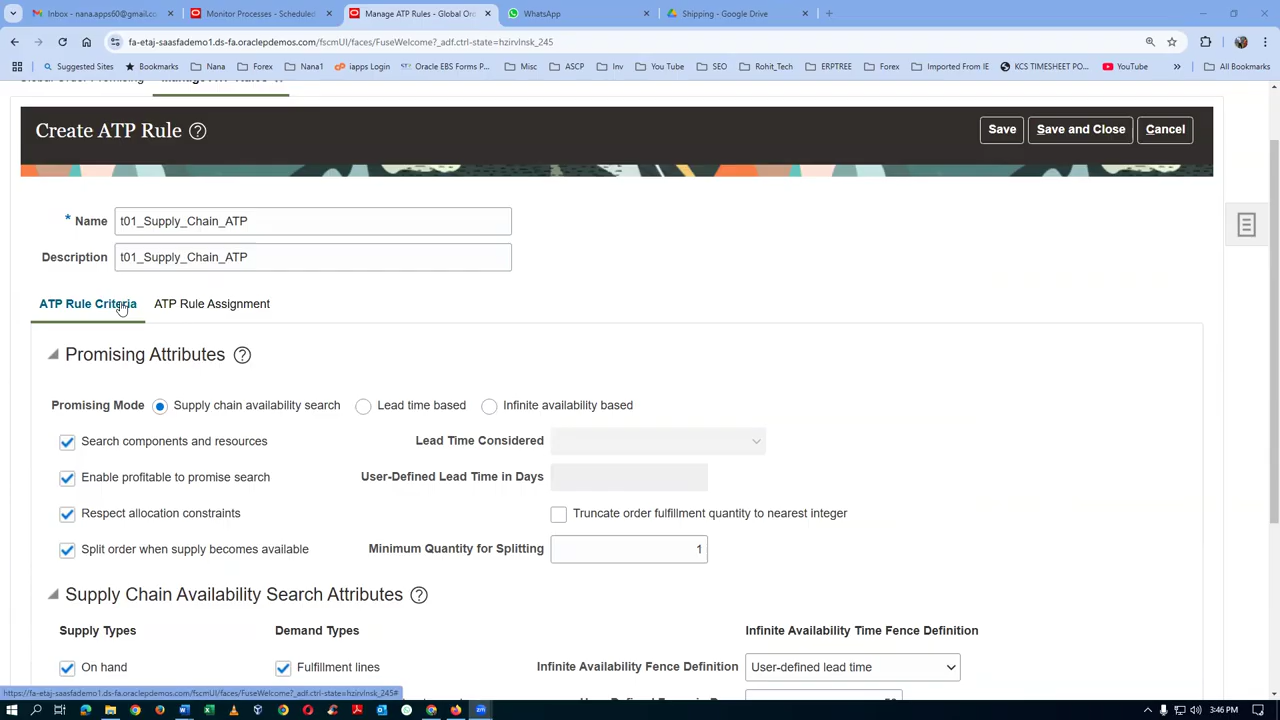 Inbox - nana.apps60@gmail.co
Monitor Processes - Scheduled
Manage ATP Rules - Global Or
WhatsApp
Shipping - Google Drive
fa-etaj-saasfademo1.ds-fa.oraclepdemos.com/fscmUI/faces/FuseWelcome?_adf.ctrl-state=hzirvlnsk_245
Suggested Sites
Bookmarks
Nana
Forex
Nana1
iapps Login
Oracle EBS Forms P...
Misc
ASCP
Inv
You Tube
SEO
Rohit_Tech
ERPTREE
Forex
Imported From IE
KCS TIMESHEET PO...
YouTube
All Bookmarks
Create ATP Rule
Save
Save and Close
Cancel
* Name t01_Supply_Chain_ATP
Description t01_Supply_Chain_ATP
ATP Rule Criteria ATP Rule Assignment
Promising Attributes
Promising Mode Supply chain availability search Lead time based Infinite availability based
Search components and resources Lead Time Considered
Enable profitable to promise search User-Defined Lead Time in Days
Respect allocation constraints Truncate order fulfillment quantity to nearest integer
Split order when supply becomes available Minimum Quantity for Splitting 1
Supply Chain Availability Search Attributes
Supply Types Demand Types Infinite Availability Time Fence Definition
On hand Fulfillment lines Infinite Availability Fence Definition User-defined lead time
https://fa-etaj-saasfademo1.ds-fa.oraclepdemos.com/fscmUI/faces/FuseWelcome?_adf.ctrl-state=hzirvlnsk_245#
3:46 PM